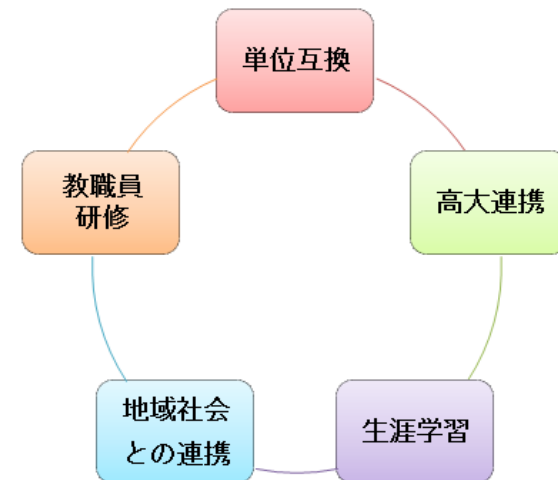 単位互換
高大連携
生涯学習
地域社会
との連携
教職員
研修